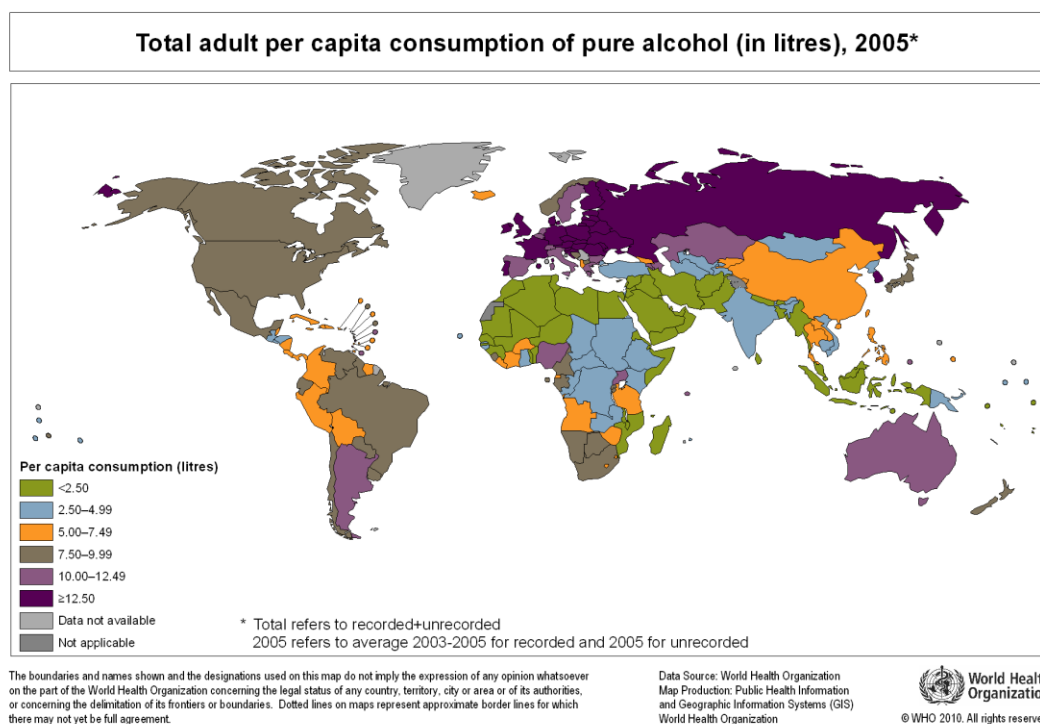 Total adult per capita consumption of pure alcohol (in litres), 2005*
Per capita consumption (litres)
<2.50
2.50–4.99
5.00–7.49
7.50–9.99
10.00–12.49
≥12.50
Data not available
Not applicable
* Total refers to recorded+unrecorded
2005 refers to average 2003-2005 for recorded and 2005 for unrecorded
The boundaries and names shown and the designations used on this map do not imply the expression of any opinion whatsoever
on the part of the World Health Organization concerning the legal status of any country, territory, city or area or of its authorities,
or concerning the delimitation of its frontiers or boundaries. Dotted lines on maps represent approximate border lines for which
there may not yet be full agreement.
Data Source: World Health Organization
Map Production: Public Health Information
and Geographic Information Systems (GIS)
World Health Organization
World Healt
Organizatio
© WHO 2010. All rights reserve